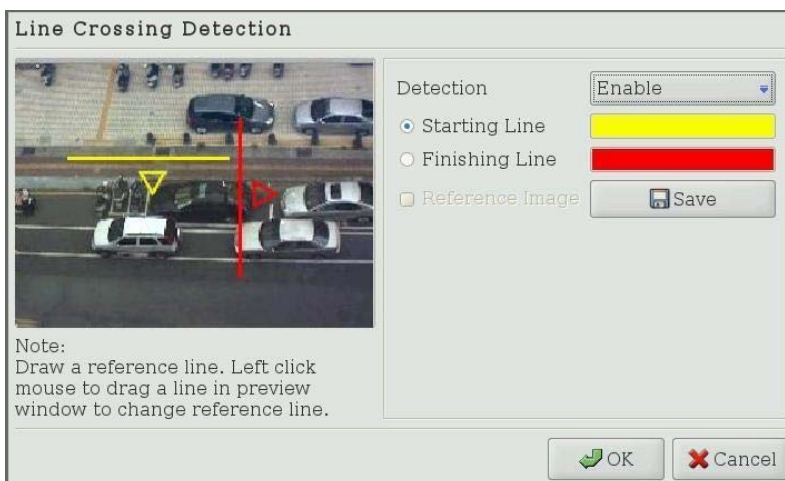 Line Crossing Detection
Detection
Enable
Starting Line
Finishing Line
Reference Image
Save
Note:
Draw a reference line. Left click
mouse to drag a line in preview
window to change reference line.
OK
Cancel